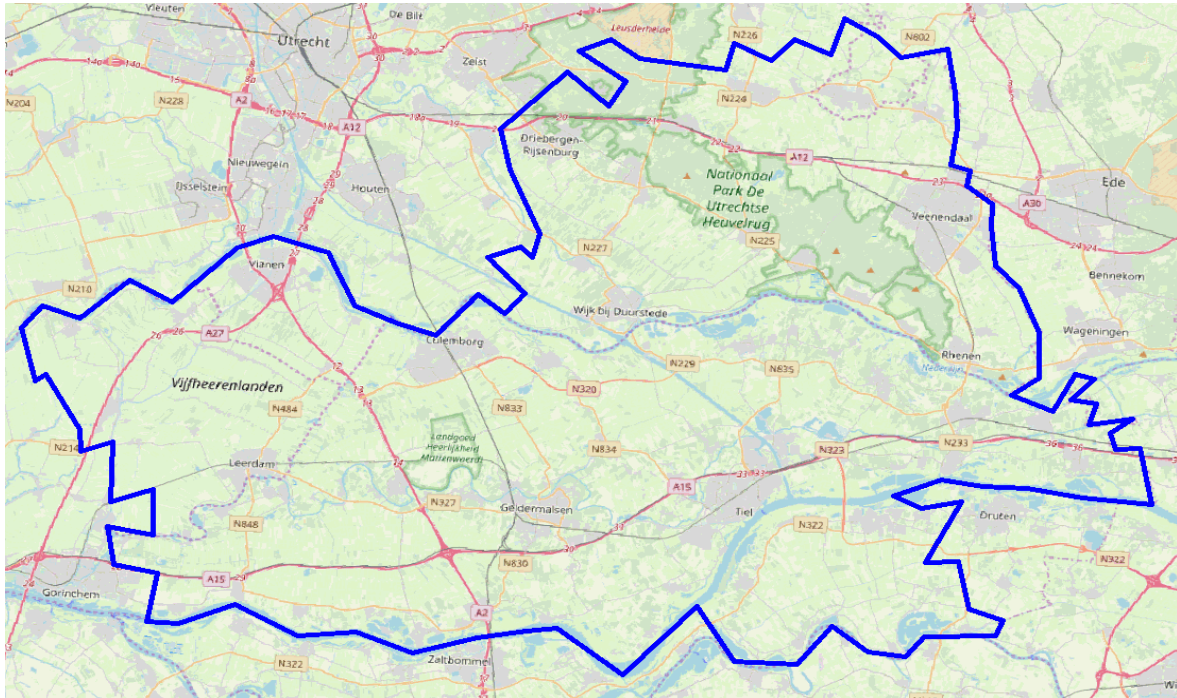 Vleuten
Utrecht
De Bilt
Leusderheide
N226
N802
Zeist
N204
N228
A2
A12
N224
Driebergen-
Rijsenburg
A12
Nieuwegein
IJsselstein
Houten
Nationaal
Park De
Utrechtse
Heuvelrug
Ede
A30
Veenendaal
N225
N227
Bennekom
Vianen
N210
Wijk bij Duurstede
A27
Culemborg
Wageningen
Rhenen
Nederrijn
N229
N835
Vijfheerenlanden
N320
N484
N833
N233
N214
Landgoed
Heerlijkheid
Marienwaerdt
N834
N323
Leerdam
A15
N327
Geldermalsen
Tiel
Druten
N848
N322
N322
N830
A15
Gorinchem
A2
Zaltbommel
N322